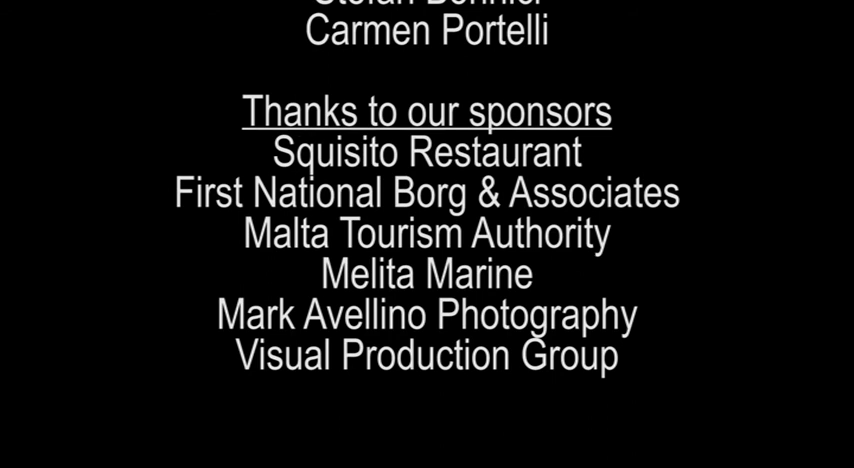 Carmen Portelli
Thanks to our sponsors
Squisito Restaurant
First National Borg & Associates
Malta Tourism Authority
Melita Marine
Mark Avellino Photography
Visual Production Group